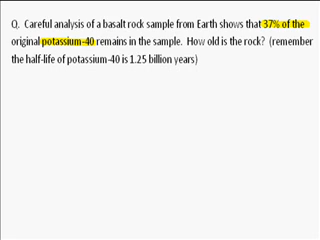 Q. Careful analysis of a basalt rock sample from Earth shows that 37% of the
original potassium-40 remains in the sample. How old is the rock? (remember
the half-life of potassium-40 is 1.25 billion years)